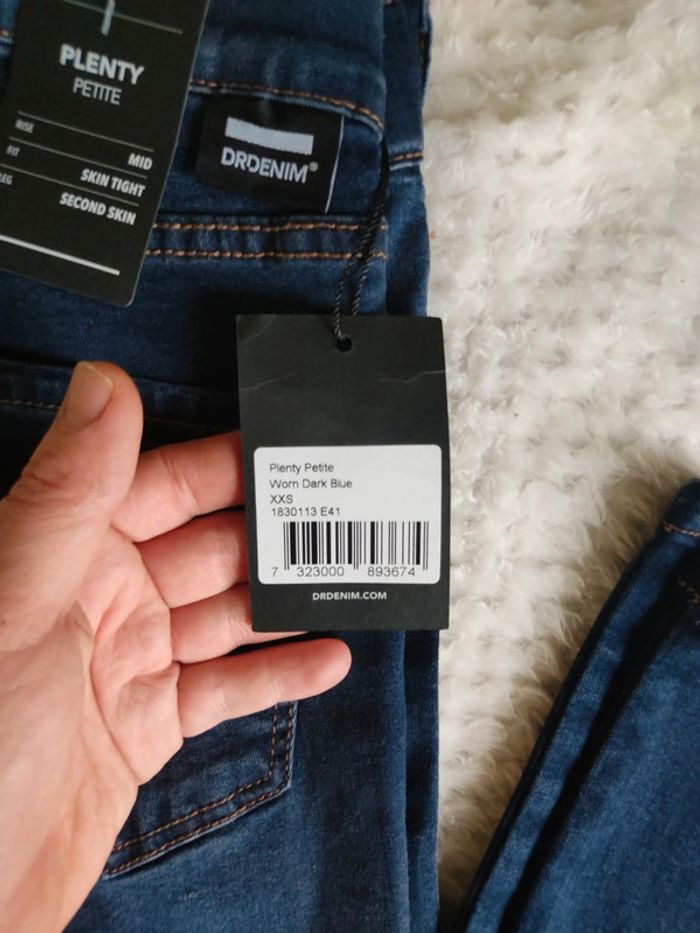 PLENTY
PETITE
RISE
MID
FIT
SKIN TIGHT
LEG
SECOND SKIN
DRDENIM®
Plenty Petite
Worn Dark Blue
XXS
1830113 E41
7 323000 893674
DRDENIM.COM